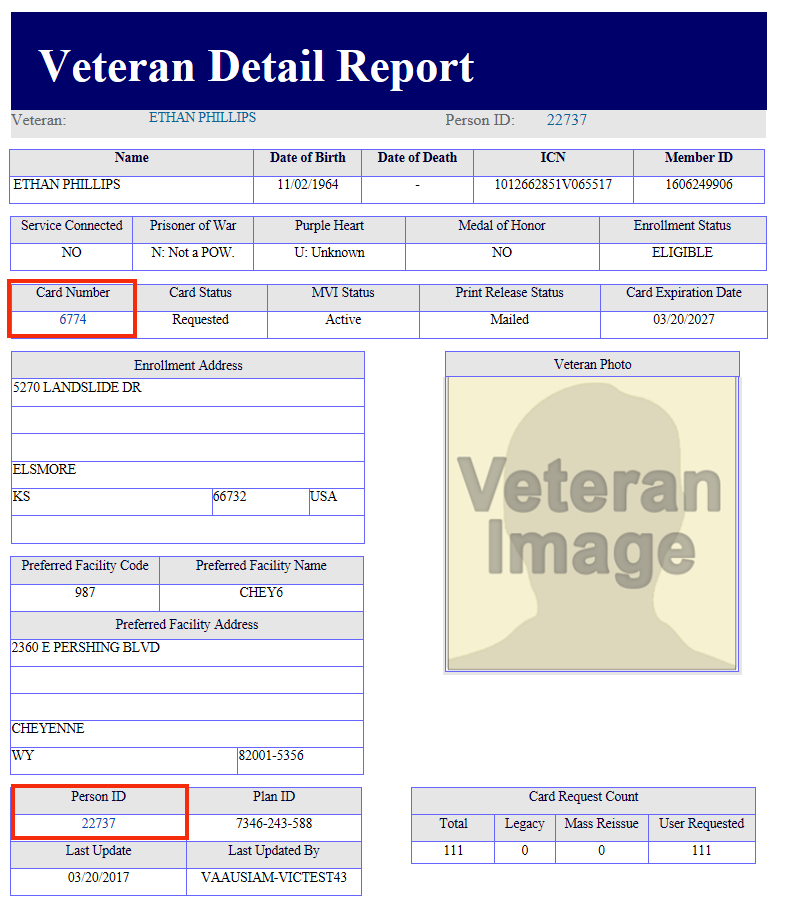 Veteran Detail Report
Veteran: ETHAN PHILLIPS Person ID: 22737
Name Date of Birth Date of Death ICN Member ID
ETHAN PHILLIPS 11/02/1964 - 1012662851V065517 1606249906
Service Connected Prisoner of War Purple Heart Medal of Honor Enrollment Status
NO N: Not a POW. U: Unknown NO ELIGIBLE
Card Number Card Status MVI Status Print Release Status Card Expiration Date
6774 Requested Active Mailed 03/20/2027
Enrollment Address
5270 LANDSLIDE DR
ELSMORE
KS 66732 USA
Veteran Photo
Veteran
Image
Preferred Facility Code Preferred Facility Name
987 CHEY6
Preferred Facility Address
2360 E PERSHING BLVD
CHEYENNE
WY 82001-5356
Person ID Plan ID
22737 7346-243-588
Last Update Last Updated By
03/20/2017 VAAUSIAM-VICTEST43
Card Request Count
Total Legacy Mass Reissue User Requested
111 0 0 111